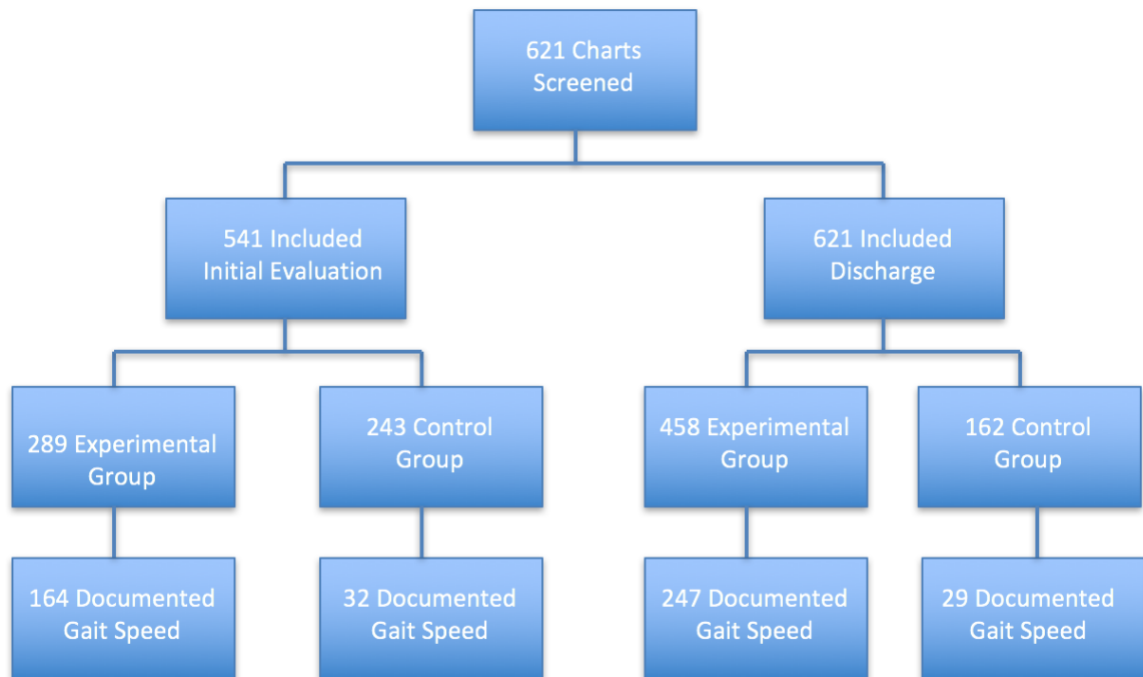 621 Charts
Screened
541 Included
Initial Evaluation
621 Included
Discharge
289 Experimental
Group
243 Control
Group
458 Experimental
Group
162 Control
Group
164 Documented
Gait Speed
32 Documented
Gait Speed
247 Documented
Gait Speed
29 Documented
Gait Speed